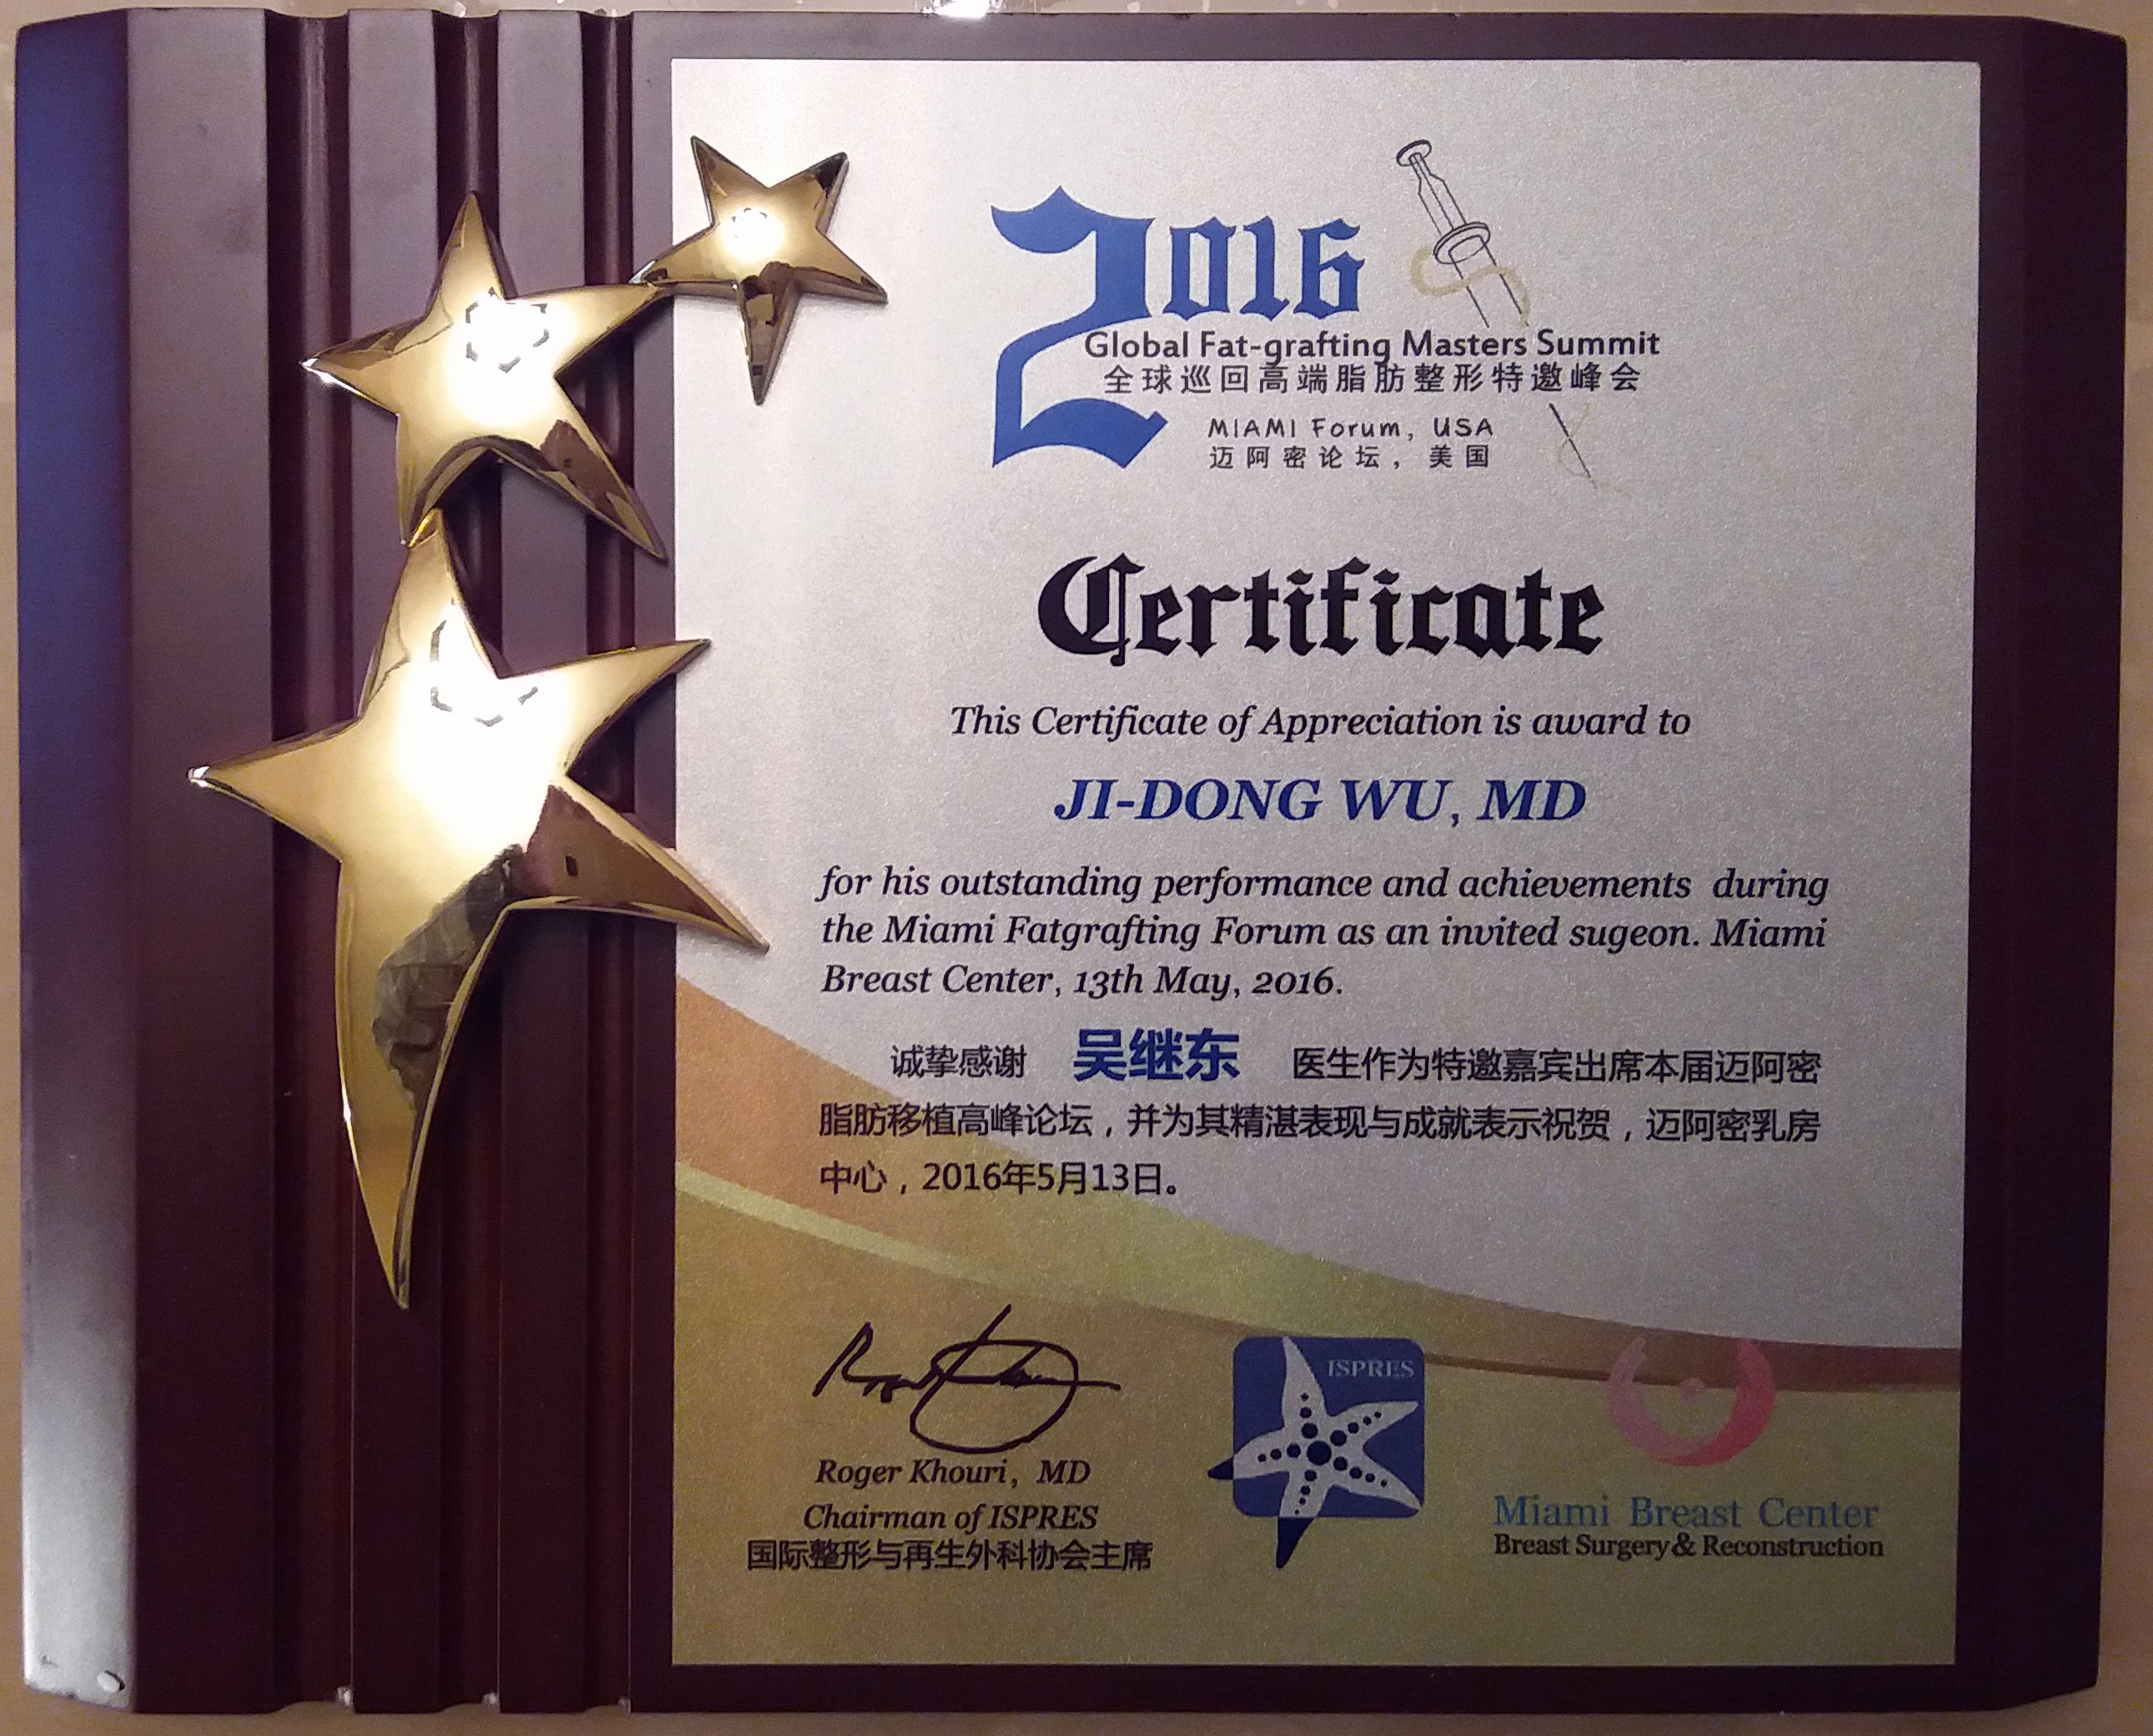 2016
Global Fat-grafting Masters Summit
全球巡回高端脂肪整形特邀峰会
MIAMI Forum, USA
迈阿密论坛，美国
Certificate
This Certificate of Appreciation is award to
JI-DONG WU, MD
for his outstanding performance and achievements during
the Miami Fatgrafting Forum as an invited sugeon. Miami
Breast Center, 13th May, 2016.
诚挚感谢 吴继东 医生作为特邀嘉宾出席本届迈阿密
脂肪移植高峰论坛，并为其精湛表现与成就表示祝贺，迈阿密乳房
中心，2016年5月13日。
Roger Khouri, MD
Chairman of ISPRES
国际整形与再生外科协会主席
ISPRES
Miami Breast Center
Breast Surgery & Reconstruction